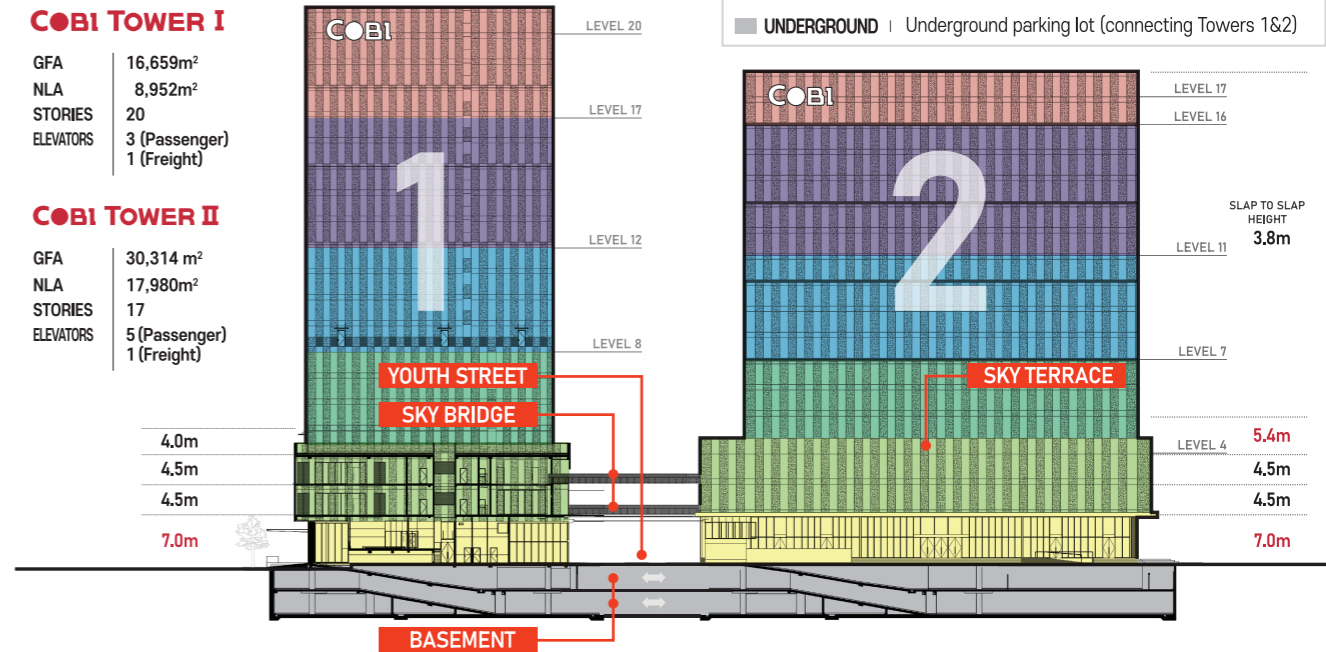 COBI TOWER I
GFA 16,659m²
NLA 8,952m²
STORIES 20
ELEVATORS 3 (Passenger)
1 (Freight)
COBI TOWER II
GFA 30,314 m²
NLA 17,980m²
STORIES 17
ELEVATORS 5 (Passenger)
1 (Freight)
UNDERGROUND | Underground parking lot (connecting Towers 1&2)
COBI
1
LEVEL 20
LEVEL 17
LEVEL 12
LEVEL 8
COBI
2
LEVEL 17
LEVEL 16
LEVEL 11
LEVEL 7
LEVEL 4
SLAP TO SLAP
HEIGHT
3.8m
YOUTH STREET
SKY BRIDGE
SKY TERRACE
4.0m
4.5m
4.5m
7.0m
5.4m
4.5m
4.5m
7.0m
BASEMENT